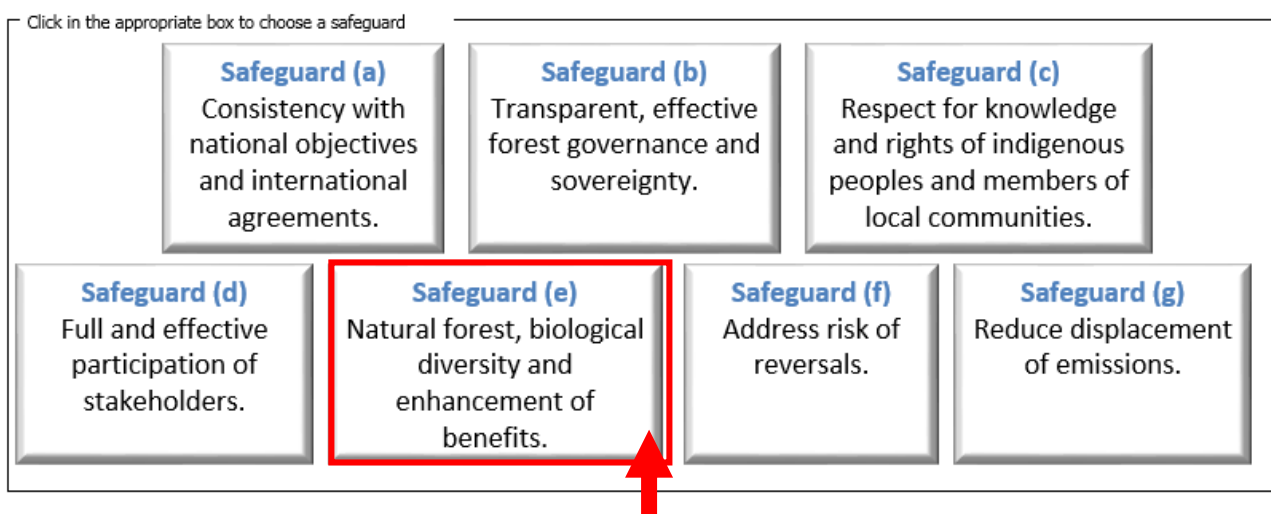 Click in the appropriate box to choose a safeguard
Safeguard (a)
Consistency with
national objectives
and international
agreements.
Safeguard (b)
Transparent, effective
forest governance and
sovereignty.
Safeguard (c)
Respect for knowledge
and rights of indigenous
peoples and members of
local communities.
Safeguard (d)
Full and effective
participation of
stakeholders.
Safeguard (e)
Natural forest, biological
diversity and
enhancement of
benefits.
Safeguard (f)
Address risk of
reversals.
Safeguard (g)
Reduce displacement
of emissions.